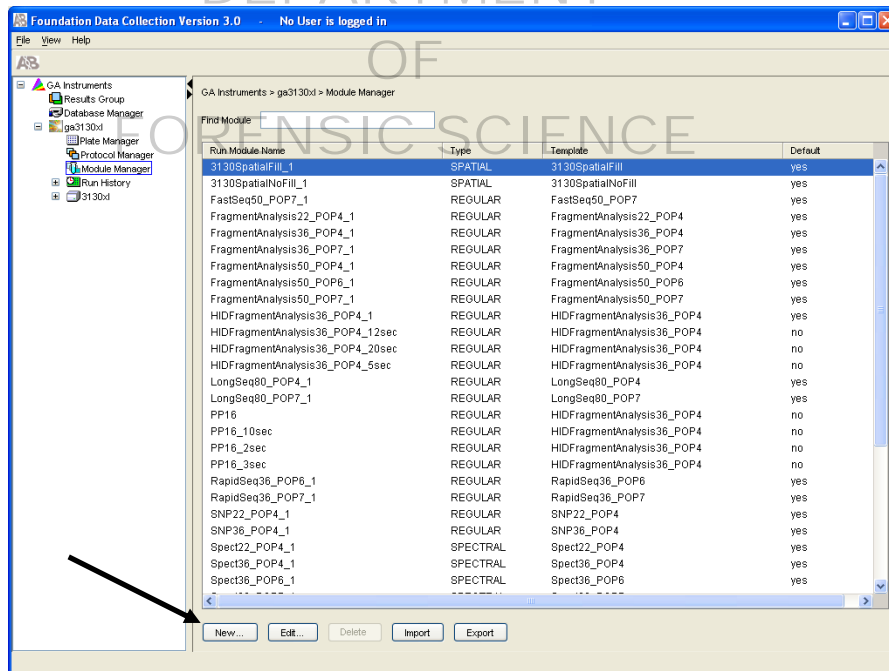 DEPARTMENT
Foundation Data Collection Version 3.0 - No User is logged in
File View Help
AB
OF
GA Instruments
Results Group
Database Manager
ga3130xl
Plate Manager
Protocol Manager
Module Manager
Run History
3130xl
GA Instruments > ga3130xl > Module Manager
Find Module
FORENSIC SCIENCE
Run Module Name Type Template Default
3130SpatialFill_1 SPATIAL 3130SpatialFill yes
3130SpatialNoFill_1 SPATIAL 3130SpatialNoFill yes
FastSeq50_POP7_1 REGULAR FastSeq50_POP7 yes
FragmentAnalysis22_POP4_1 REGULAR FragmentAnalysis22_POP4 yes
FragmentAnalysis36_POP4_1 REGULAR FragmentAnalysis36_POP4 yes
FragmentAnalysis36_POP7_1 REGULAR FragmentAnalysis36_POP7 yes
FragmentAnalysis50_POP4_1 REGULAR FragmentAnalysis50_POP4 yes
FragmentAnalysis50_POP6_1 REGULAR FragmentAnalysis50_POP6 yes
FragmentAnalysis50_POP7_1 REGULAR FragmentAnalysis50_POP7 yes
HIDFragmentAnalysis36_POP4_1 REGULAR HIDFragmentAnalysis36_POP4 yes
HIDFragmentAnalysis36_POP4_12sec REGULAR HIDFragmentAnalysis36_POP4 no
HIDFragmentAnalysis36_POP4_20sec REGULAR HIDFragmentAnalysis36_POP4 no
HIDFragmentAnalysis36_POP4_5sec REGULAR HIDFragmentAnalysis36_POP4 no
LongSeq80_POP4_1 REGULAR LongSeq80_POP4 yes
LongSeq80_POP7_1 REGULAR LongSeq80_POP7 yes
PP16 REGULAR HIDFragmentAnalysis36_POP4 no
PP16_10sec REGULAR HIDFragmentAnalysis36_POP4 no
PP16_2sec REGULAR HIDFragmentAnalysis36_POP4 no
PP16_3sec REGULAR HIDFragmentAnalysis36_POP4 no
RapidSeq36_POP6_1 REGULAR RapidSeq36_POP6 yes
RapidSeq36_POP7_1 REGULAR RapidSeq36_POP7 yes
SNP22_POP4_1 REGULAR SNP22_POP4 yes
SNP36_POP4_1 REGULAR SNP36_POP4 yes
Spect22_POP4_1 SPECTRAL Spect22_POP4 yes
Spect36_POP4_1 SPECTRAL Spect36_POP4 yes
Spect36_POP6_1 SPECTRAL Spect36_POP6 yes
New... Edit... Delete Import Export